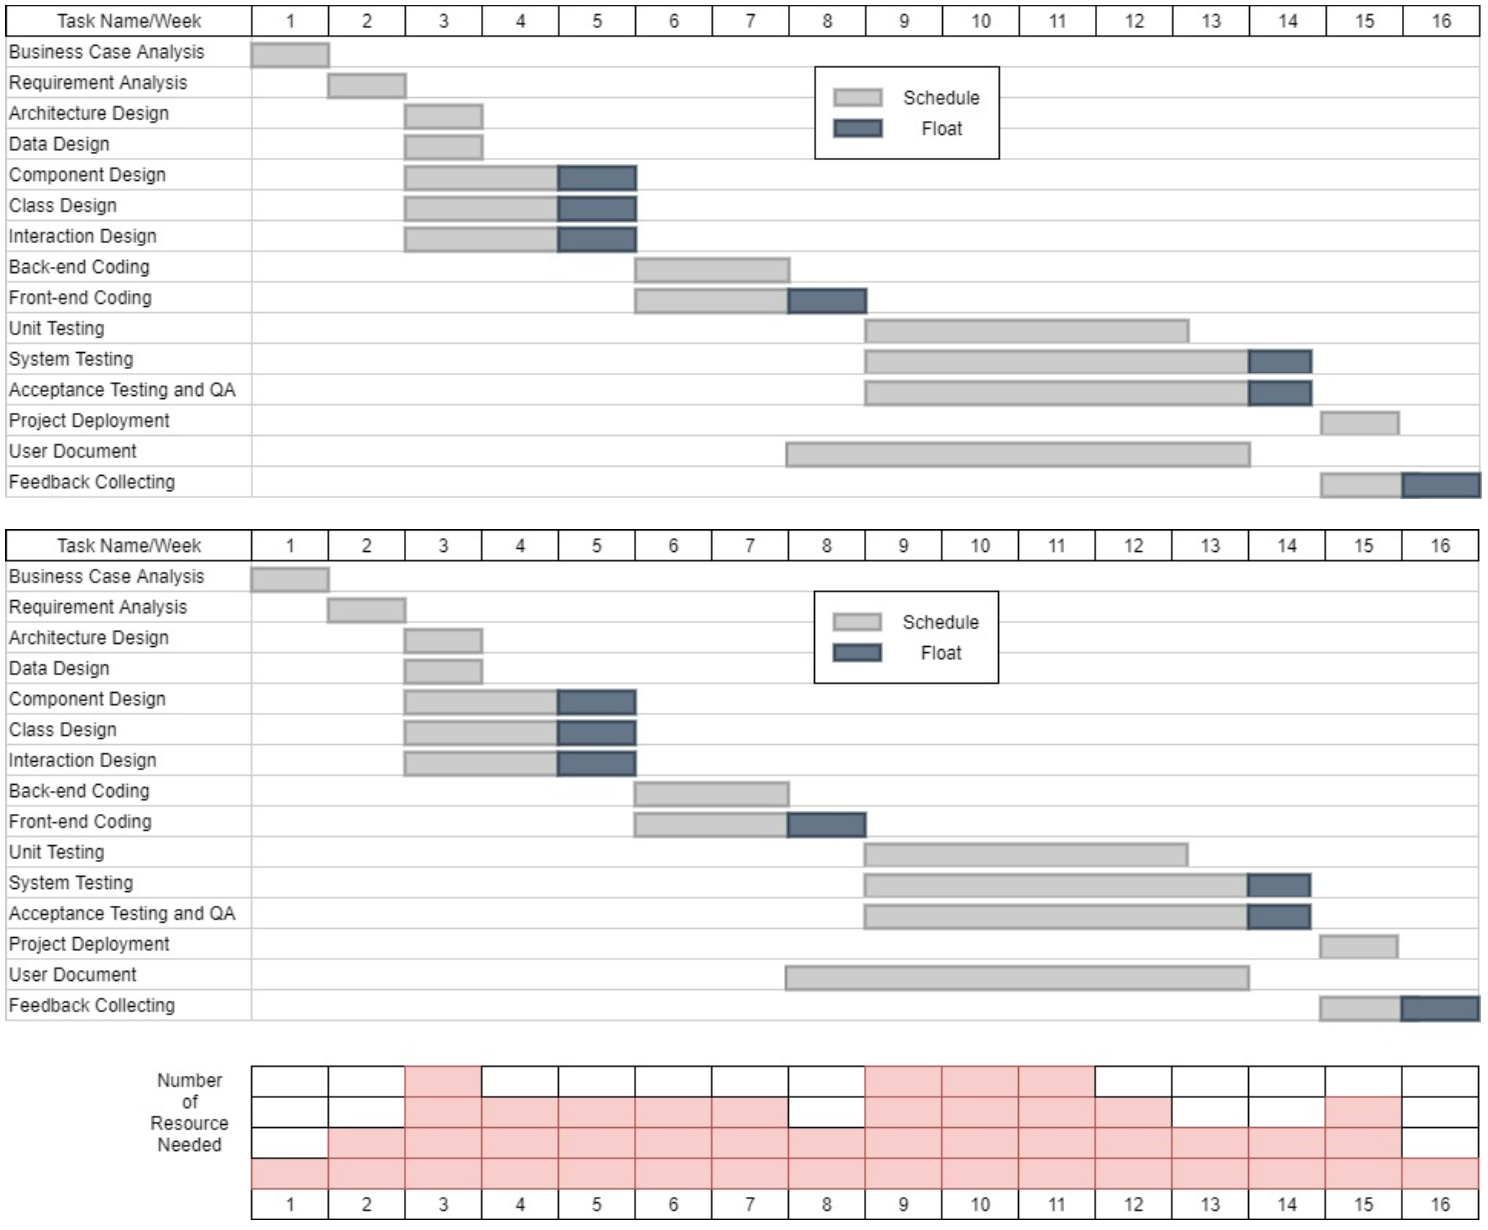 Task Name/Week 1 2 3 4 5 6 7 8 9 10 11 12 13 14 15 16
Business Case Analysis
Requirement Analysis
Schedule
Architecture Design
Float
Data Design
Component Design
Class Design
Interaction Design
Back-end Coding
Front-end Coding
Unit Testing
System Testing
Acceptance Testing and QA
Project Deployment
User Document
Feedback Collecting
Task Name/Week 1 2 3 4 5 6 7 8 9 10 11 12 13 14 15 16
Business Case Analysis
Requirement Analysis
Schedule
Architecture Design
Float
Data Design
Component Design
Class Design
Interaction Design
Back-end Coding
Front-end Coding
Unit Testing
System Testing
Acceptance Testing and QA
Project Deployment
User Document
Feedback Collecting
Number
of
Resource
Needed
1 2 3 4 5 6 7 8 9 10 11 12 13 14 15 16